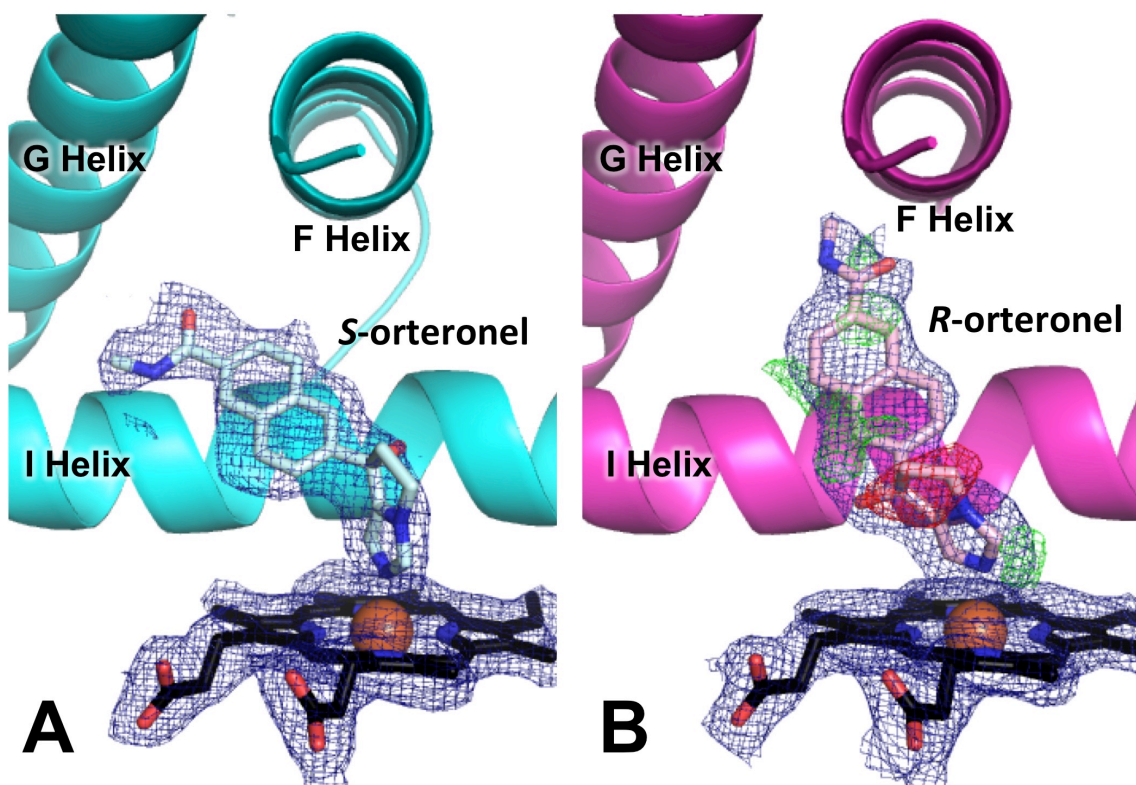 G Helix
F Helix
S-orteronel
I Helix
A
G Helix
F Helix
R-orteronel
I Helix
B